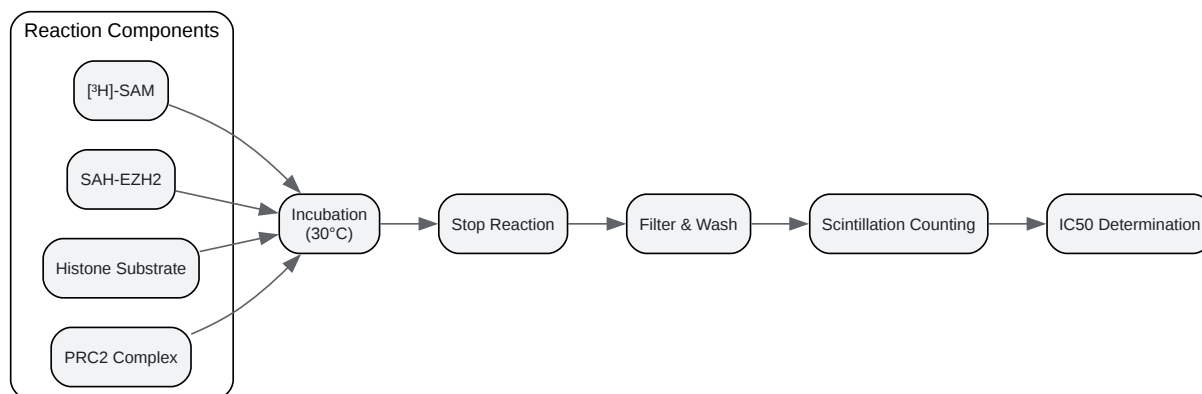 Reaction Components
[³H]-SAM
SAH-EZH2
Histone Substrate
PRC2 Complex
Incubation
(30°C)
Stop Reaction
Filter & Wash
Scintillation Counting
IC50 Determination